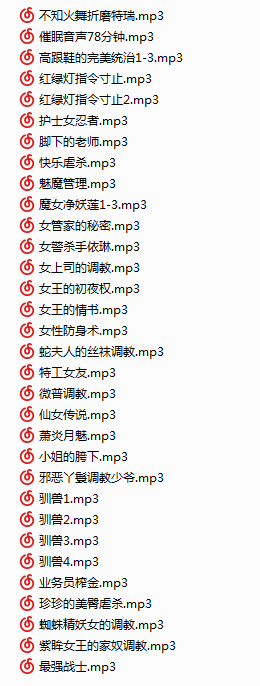 不知火舞折磨特瑞.mp3
催眠音声78分钟.mp3
高跟鞋的完美统治1-3.mp3
红绿灯指令寸止.mp3
红绿灯指令寸止2.mp3
护士女忍者.mp3
脚下的老师.mp3
快乐虐杀.mp3
魅魔管理.mp3
魔女净妖莲1-3.mp3
女管家的秘密.mp3
女警杀手依琳.mp3
女上司的调教.mp3
女王的初夜权.mp3
女王的情书.mp3
女性防身术.mp3
蛇夫人的丝袜调教.mp3
特工女友.mp3
微普调教.mp3
仙女传说.mp3
萧炎月魅.mp3
小姐的胯下.mp3
邪恶丫鬟调教少爷.mp3
驯兽1.mp3
驯兽2.mp3
驯兽3.mp3
驯兽4.mp3
业务员榨金.mp3
珍珍的美臀虐杀.mp3
蜘蛛精妖女的调教.mp3
紫眸女王的家奴调教.mp3
最强战士.mp3